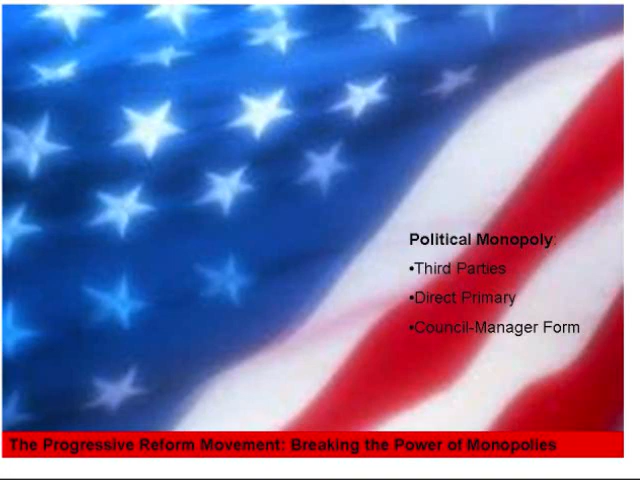 Political Monopoly:
•Third Parties
•Direct Primary
•Council-Manager Form
The Progressive Reform Movement: Breaking the Power of Monopolies